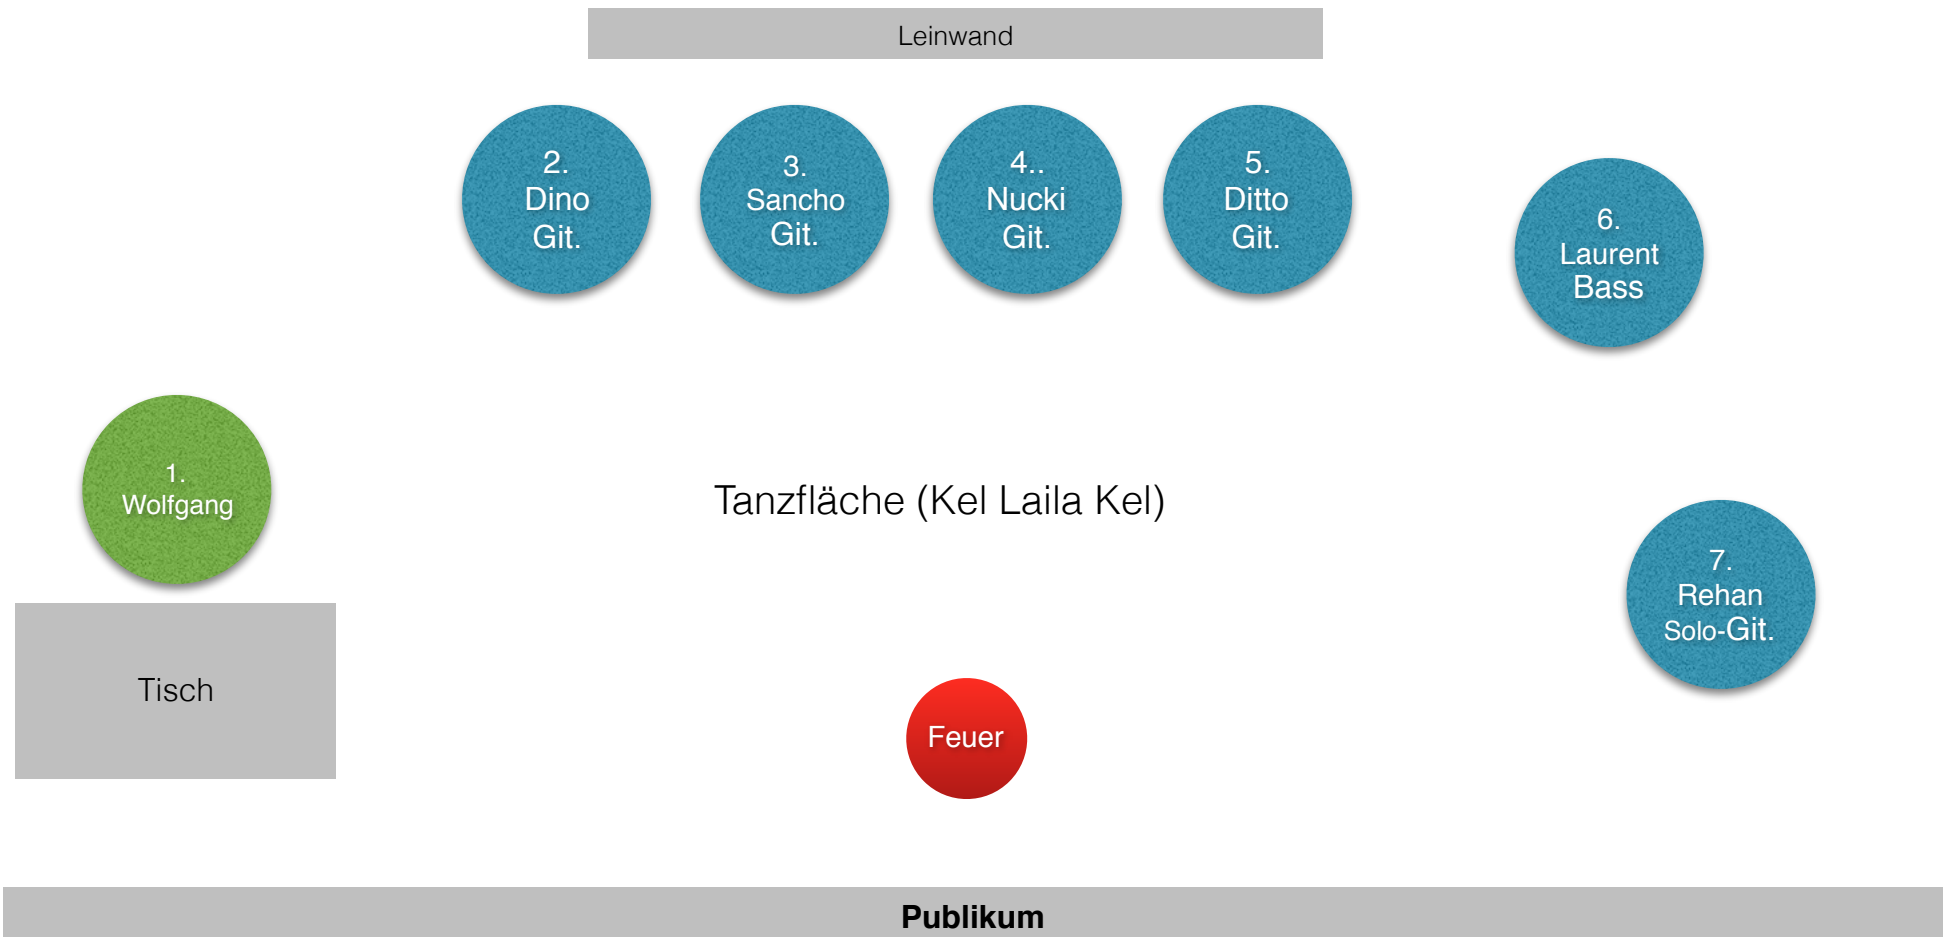 Leinwand
2.
Dino
Git.
3.
Sancho
Git.
4..
Nucki
Git.
5.
Ditto
Git.
6.
Laurent
Bass
1.
Wolfgang
Tanzfläche (Kel Laila Kel)
7.
Rehan
Solo-Git.
Tisch
Feuer
Publikum